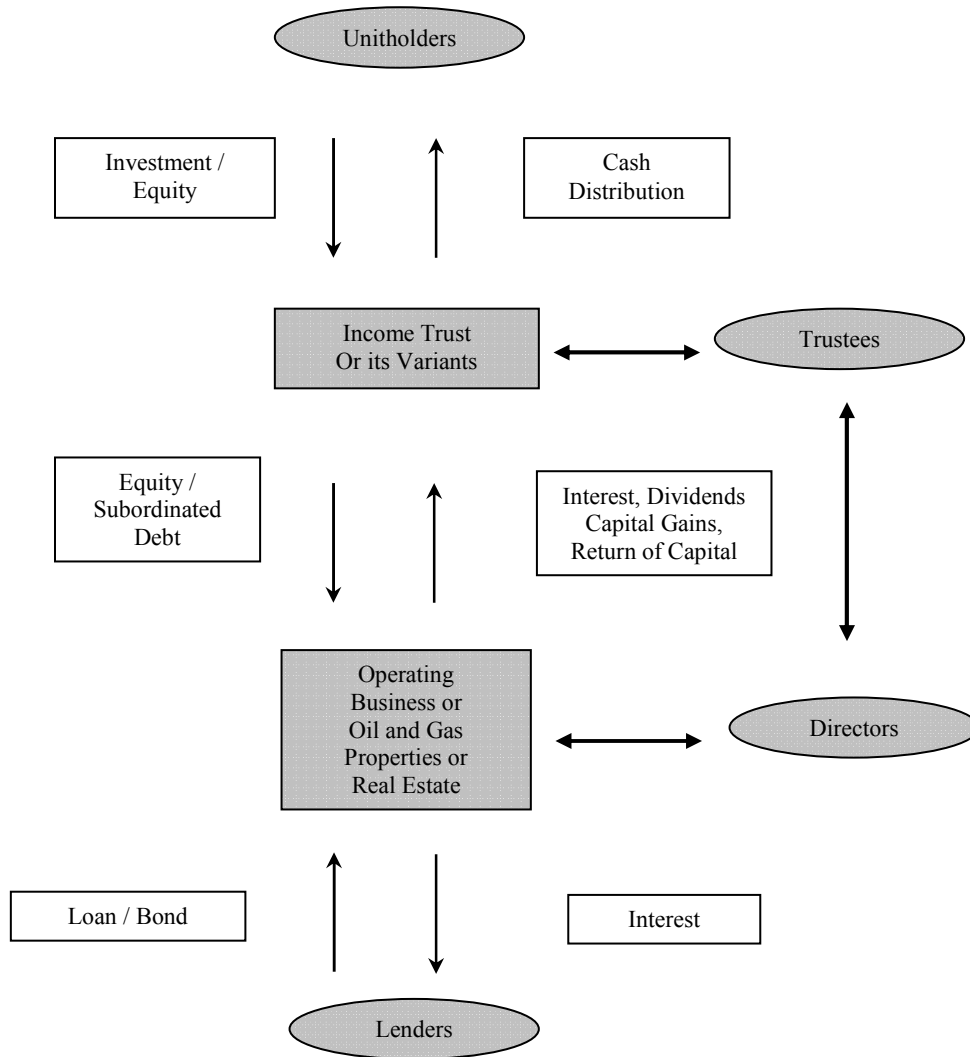 Unitholders
Investment /
Equity
Cash
Distribution
Income Trust
Or its Variants
Trustees
Equity /
Subordinated
Debt
Interest, Dividends
Capital Gains,
Return of Capital
Operating
Business or
Oil and Gas
Properties or
Real Estate
Directors
Loan / Bond
Interest
Lenders